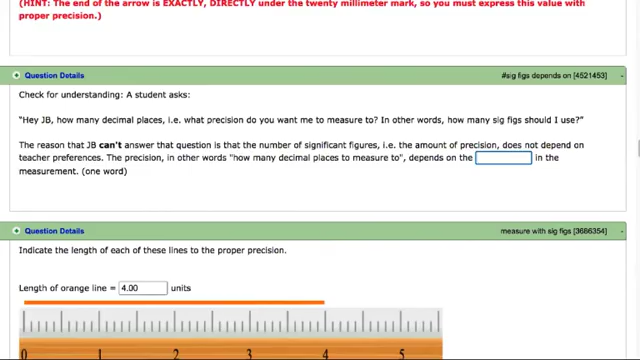 (HINT: The end of the arrow is EXACTLY, DIRECTLY under the twenty millimeter mark, so you must express this value with
proper precision.)
Question Details
#sig figs depends on [4521453]
Check for understanding: A student asks:
"Hey JB, how many decimal places, i.e. what precision do you want me to measure to? In other words, how many sig figs should I use?"
The reason that JB can't answer that question is that the number of significant figures, i.e. the amount of precision, does not depend on
teacher preferences. The precision, in other words "how many decimal places to measure to", depends on the in the
measurement. (one word)
Question Details
measure with sig figs [3686354]
Indicate the length of each of these lines to the proper precision.
Length of orange line = 4.00 units
0 1 2 3 4 5